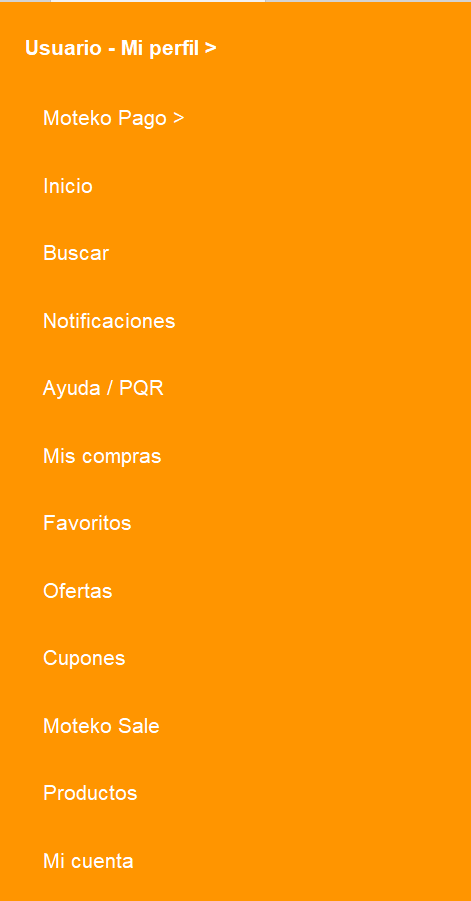 Usuario - Mi perfil >
Moteko Pago >
Inicio
Buscar
Notificaciones
Ayuda / PQR
Mis compras
Favoritos
Ofertas
Cupones
Moteko Sale
Productos
Mi cuenta